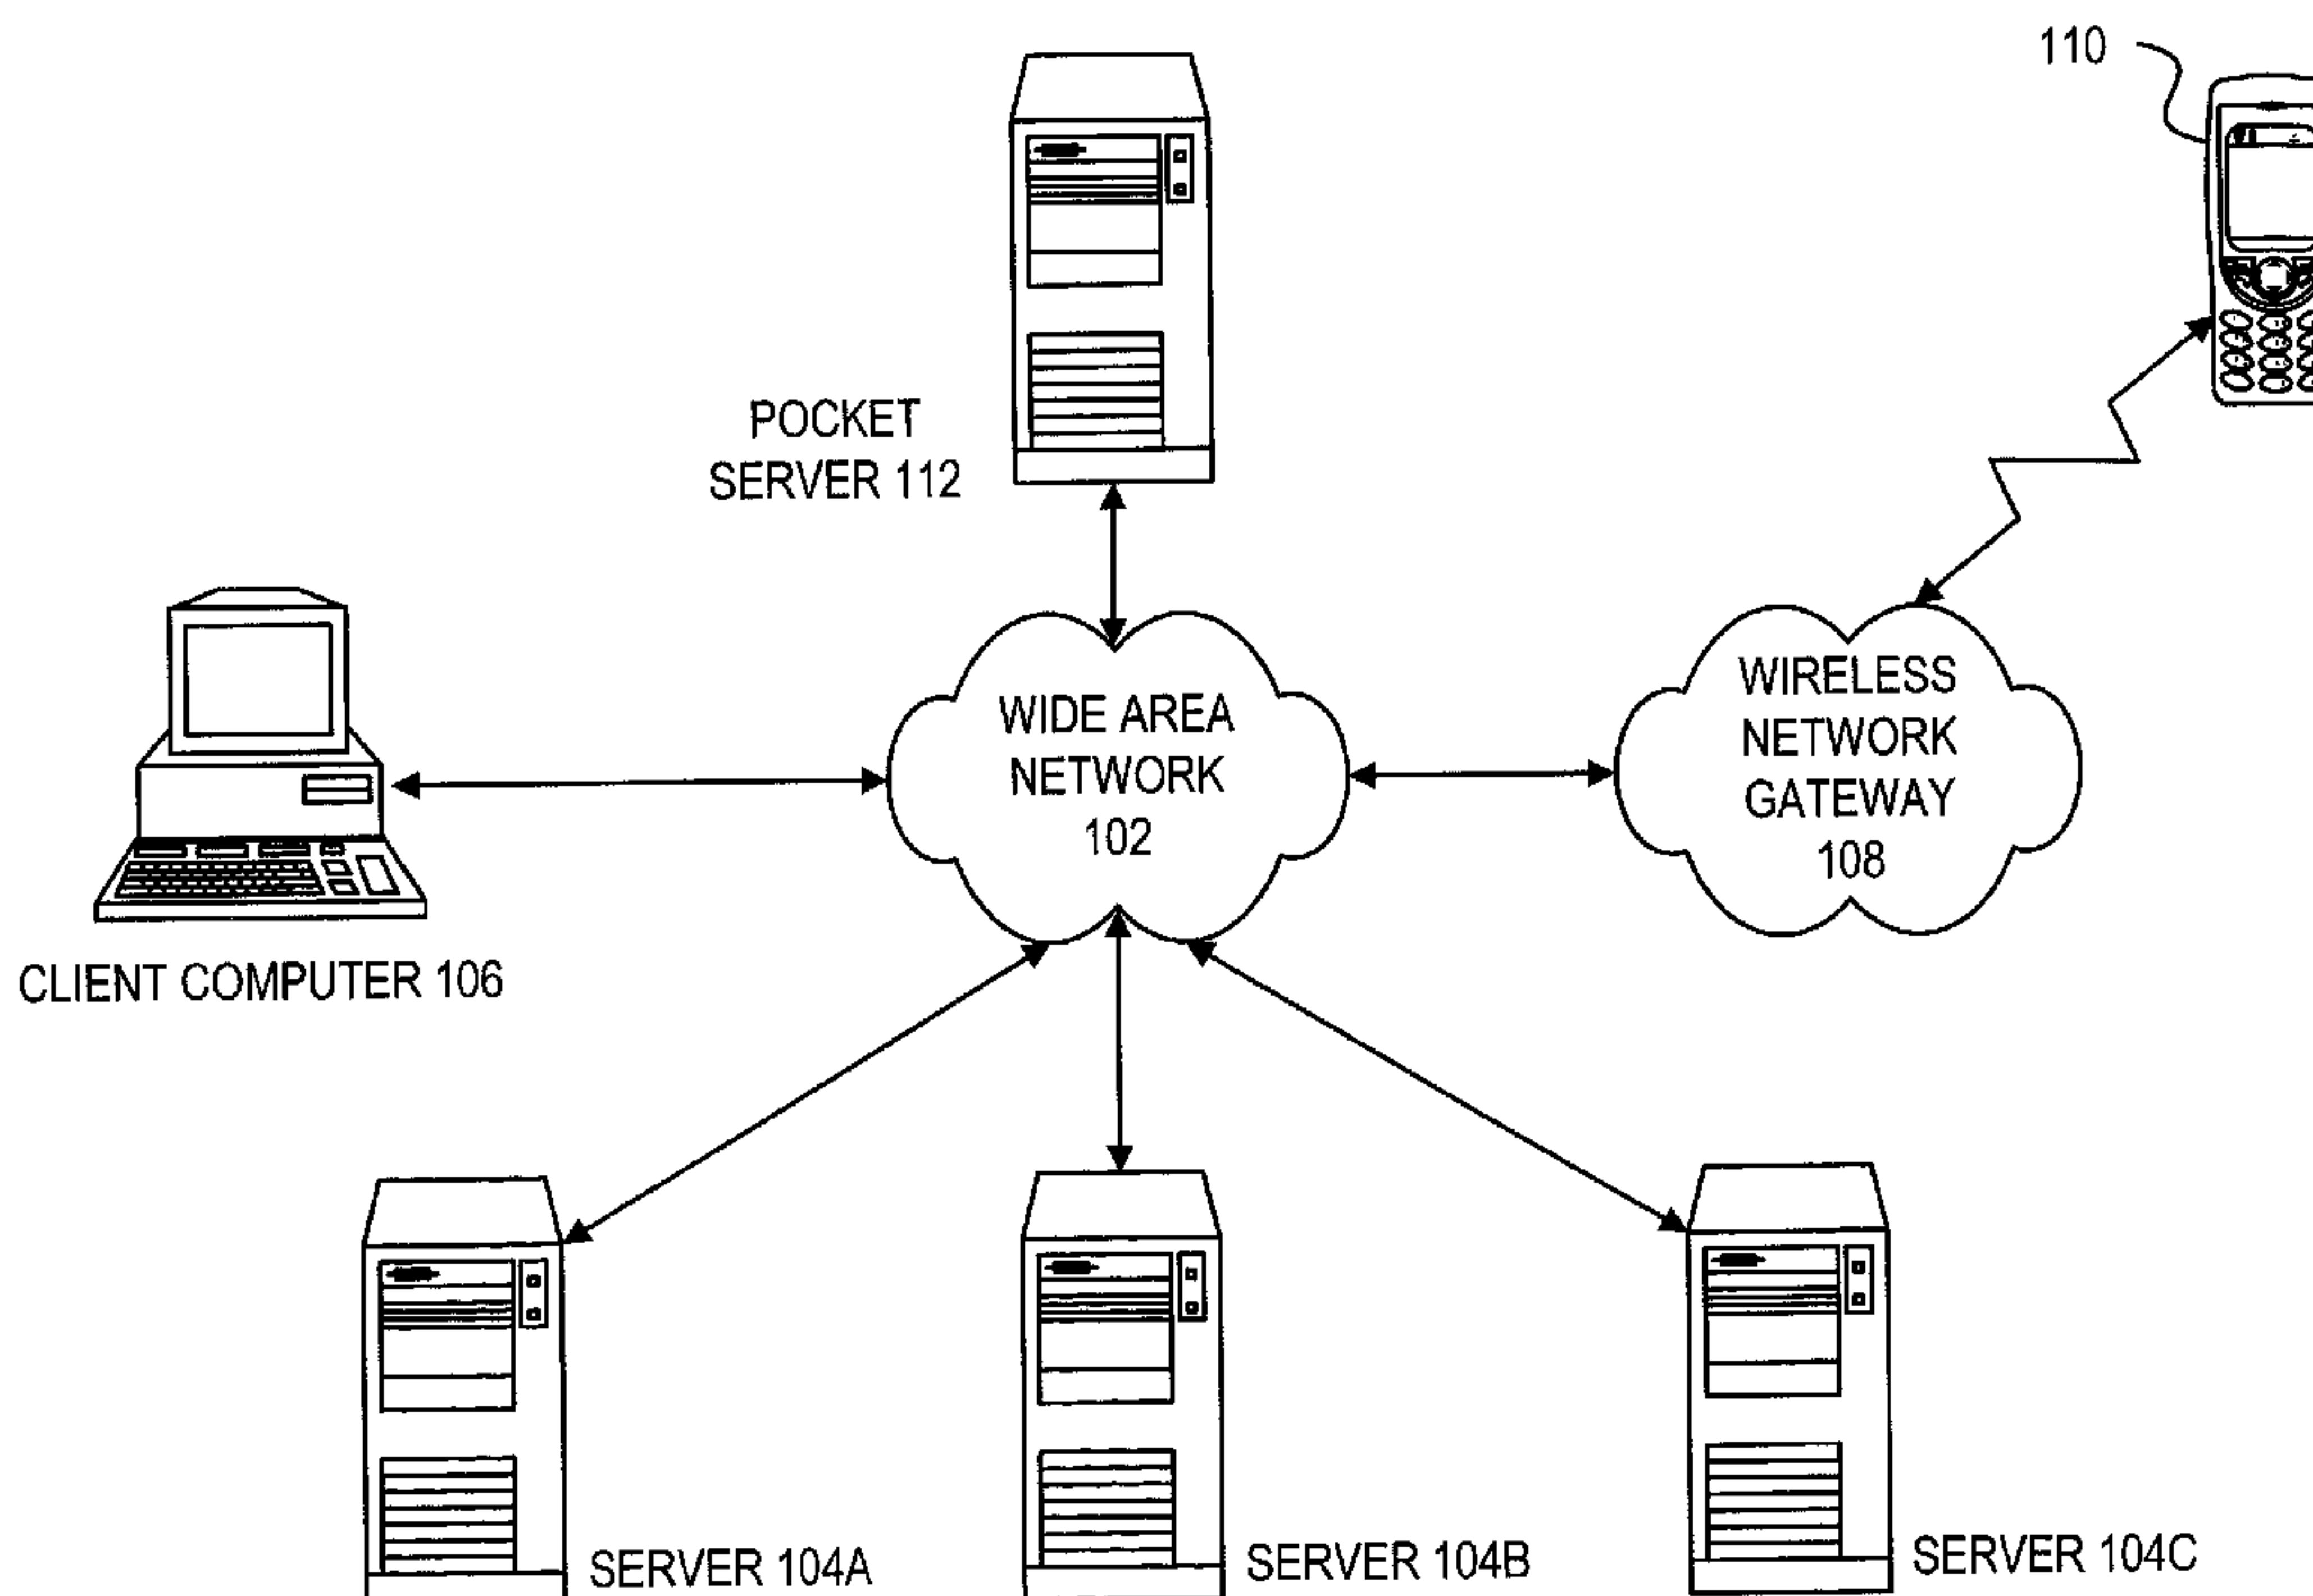 110
POCKET
SERVER 112
WIDE AREA
NETWORK
102
WIRELESS
NETWORK
GATEWAY
108
CLIENT COMPUTER 106
SERVER 104A
SERVER 104B
SERVER 104C